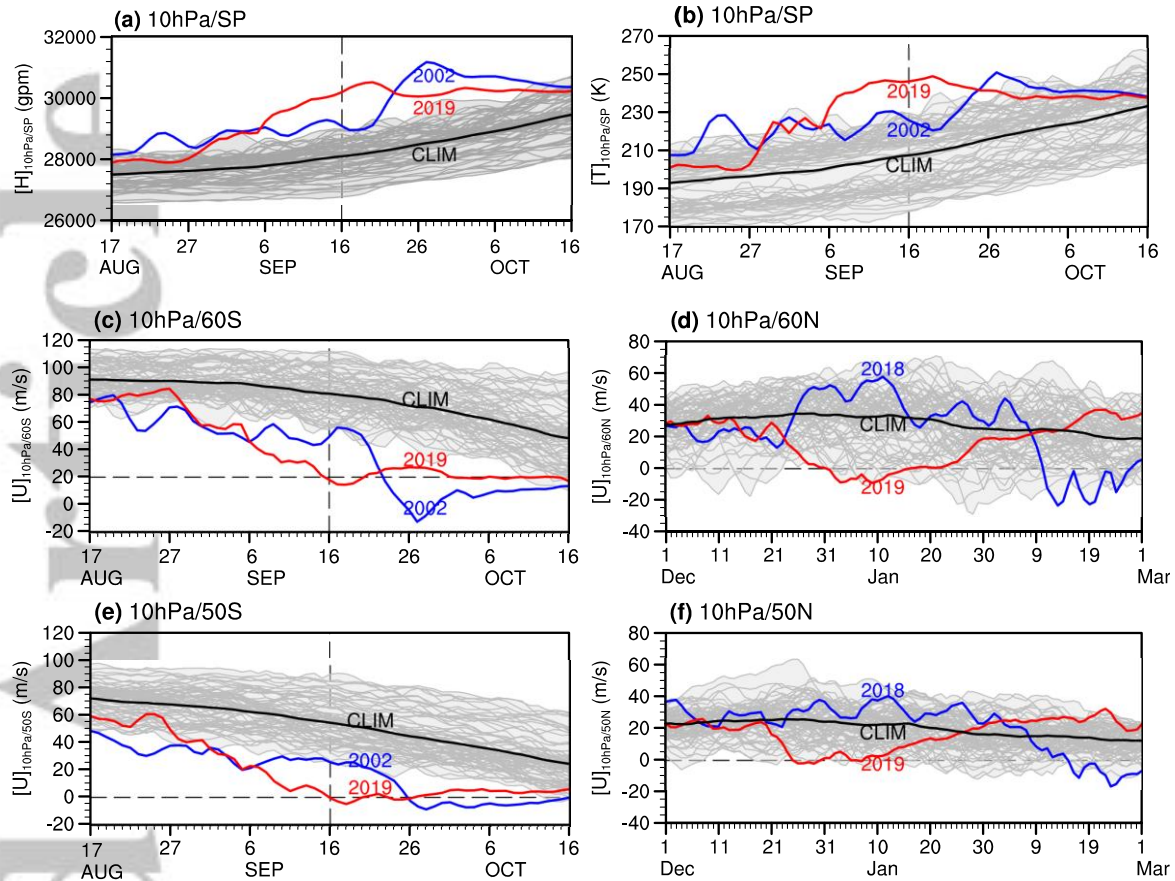 (a) 10hPa/SP
[H]10hPa/SP (gpm)
32000
30000
28000
26000
2002
2019
CLIM
17 27 6 16 26 6 16
AUG SEP OCT
(b) 10hPa/SP
[T]10hPa/SP (K)
270
250
230
210
190
170
2019
2002
CLIM
17 27 6 16 26 6 16
AUG SEP OCT
(c) 10hPa/60S
[U]10hPa/60S (m/s)
120
100
80
60
40
20
0
-20
CLIM
2019
2002
17 27 6 16 26 6 16
AUG SEP OCT
(d) 10hPa/60N
[U]10hPa/60N (m/s)
80
60
40
20
0
-20
-40
2018
CLIM
2019
1 11 21 31 10 20 30 9 19 1
Dec Jan Mar
(e) 10hPa/50S
[U]10hPa/50S (m/s)
120
100
80
60
40
20
0
-20
CLIM
2002
2019
17 27 6 16 26 6 16
AUG SEP OCT
(f) 10hPa/50N
[U]10hPa/50N (m/s)
80
60
40
20
0
-20
-40
2018
CLIM
2019
1 11 21 31 10 20 30 9 19 1
Dec Jan Mar